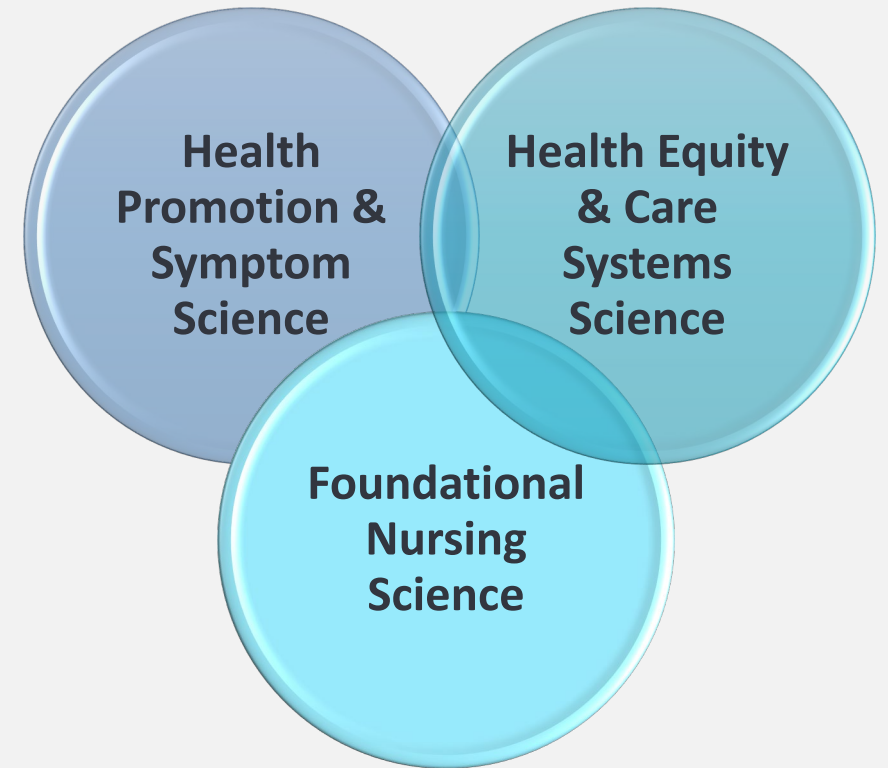 Health
Promotion &
Symptom
Science
Health Equity
& Care
Systems
Science
Foundational
Nursing
Science